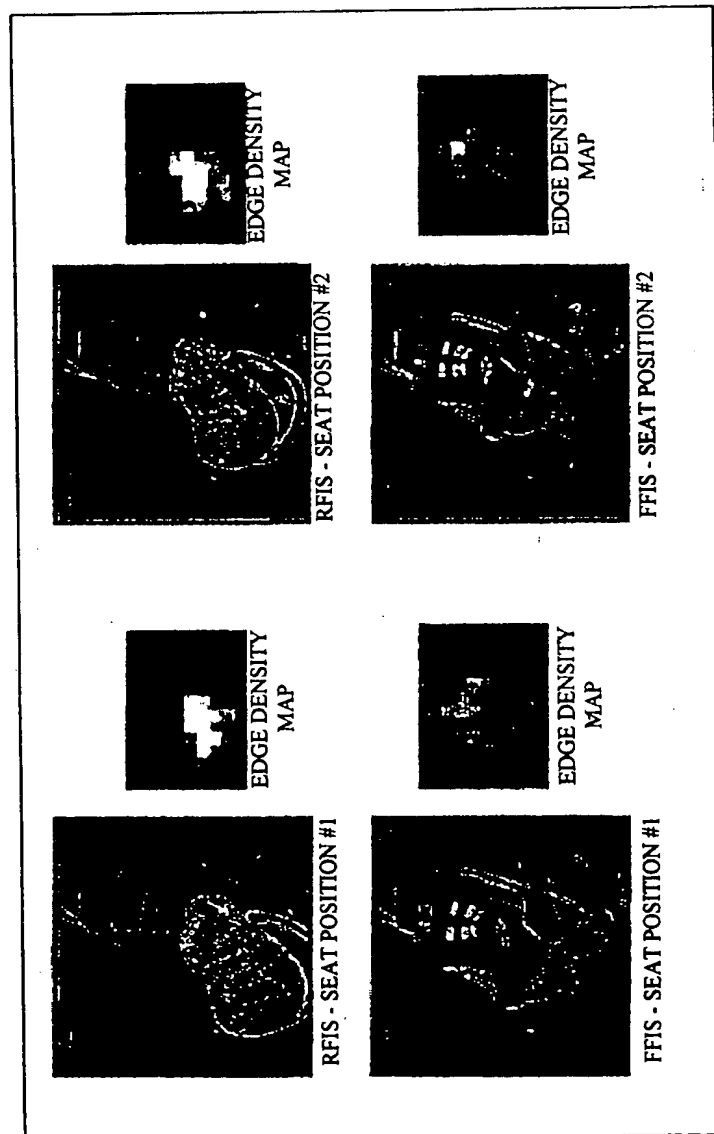 RFIS - SEAT POSITION #1
EDGE DENSITY
MAP
RFIS - SEAT POSITION #2
EDGE DENSITY
MAP
FFIS - SEAT POSITION #1
EDGE DENSITY
MAP
FFIS - SEAT POSITION #2
EDGE DENSITY
MAP